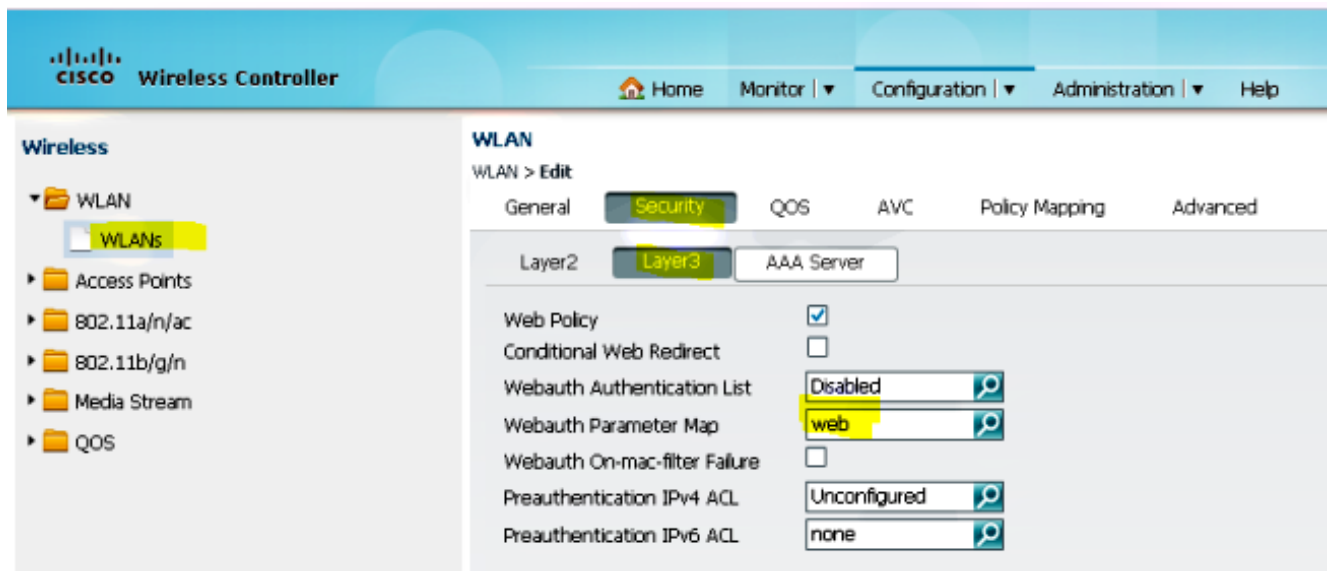 CISCO Wireless Controller
Home Monitor | ▼ Configuration | ▼ Administration | ▼ Help
Wireless
WLAN
WLANs
Access Points
802.11a/n/ac
802.11b/g/n
Media Stream
QOS
WLAN
WLAN > Edit
General Security QOS AVC Policy Mapping Advanced
Layer2 Layer3 AAA Server
Web Policy
Conditional Web Redirect
Webauth Authentication List Disabled
Webauth Parameter Map web
Webauth On-mac-filter Failure
Preauthentication IPv4 ACL Unconfigured
Preauthentication IPv6 ACL none